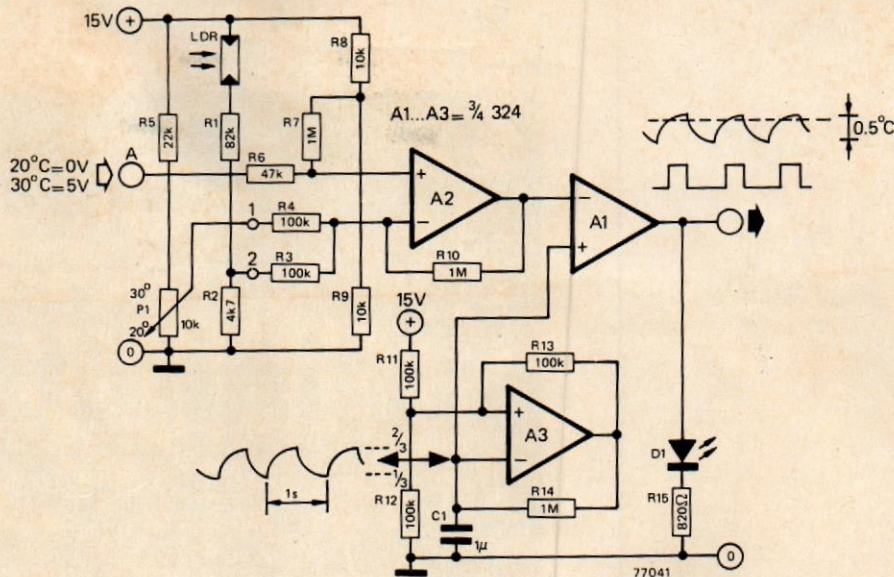 15V +
LDR
R8
10k
R5
22k
R1
82k
R7
1M
A1...A3 = ¾ 324
0.5°C
20°C=0V
30°C=5V
A
R6
47k
+
A2
−
−
A1
+
1
R4
100k
2
R3
100k
R10
1M
30°
P1
20°
10k
R2
4k7
R9
10k
15V
+
R11
100k
R13
100k
+
A3
−
⅔
⅓
1s
R12
100k
R14
1M
C1
1µ
D1
R15
820Ω
0
0
77041